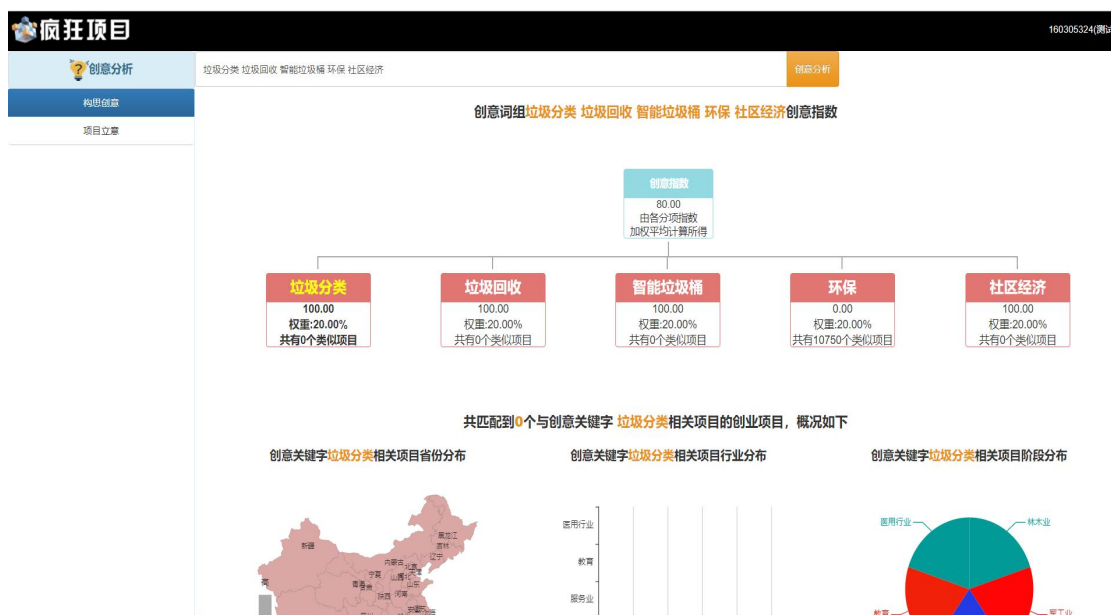 疯狂项目
160305324(测试
创意分析
垃圾分类 垃圾回收 智能垃圾桶 环保 社区经济
创意分析
构思创意
项目立意
创意词组垃圾分类 垃圾回收 智能垃圾桶 环保 社区经济创意指数
创意指数
80.00
由各分项指数
加权平均计算所得
垃圾分类
100.00
权重:20.00%
共有0个类似项目
垃圾回收
100.00
权重:20.00%
共有0个类似项目
智能垃圾桶
100.00
权重:20.00%
共有0个类似项目
环保
0.00
权重:20.00%
共有10750个类似项目
社区经济
100.00
权重:20.00%
共有0个类似项目
共匹配到0个与创意关键字 垃圾分类相关项目的创业项目，概况如下
创意关键字垃圾分类相关项目省份分布
创意关键字垃圾分类相关项目行业分布
创意关键字垃圾分类相关项目阶段分布
黑龙江
吉林
辽宁
新疆
内蒙古
北京
天津
宁夏
山东
青海
陕西
河南
高
医用行业
教育
服务业
医用行业
林木业
教育
军工业